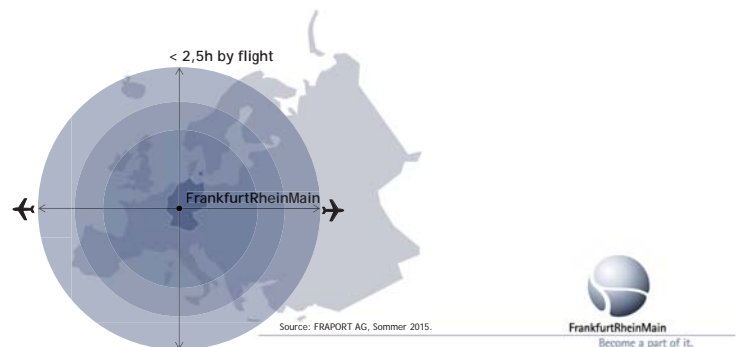 < 2,5h by flight
FrankfurtRheinMain
Source: FRAPORT AG, Sommer 2015.
FrankfurtRheinMain
Become a part of it.